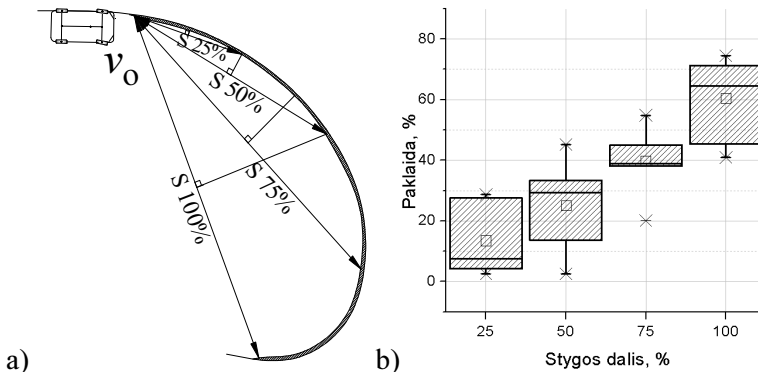 v₀
S 25%
S 50%
S 75%
S 100%
a)
Paklaida, %
80
60
40
20
0
25
50
75
100
Stygos dalis, %
b)